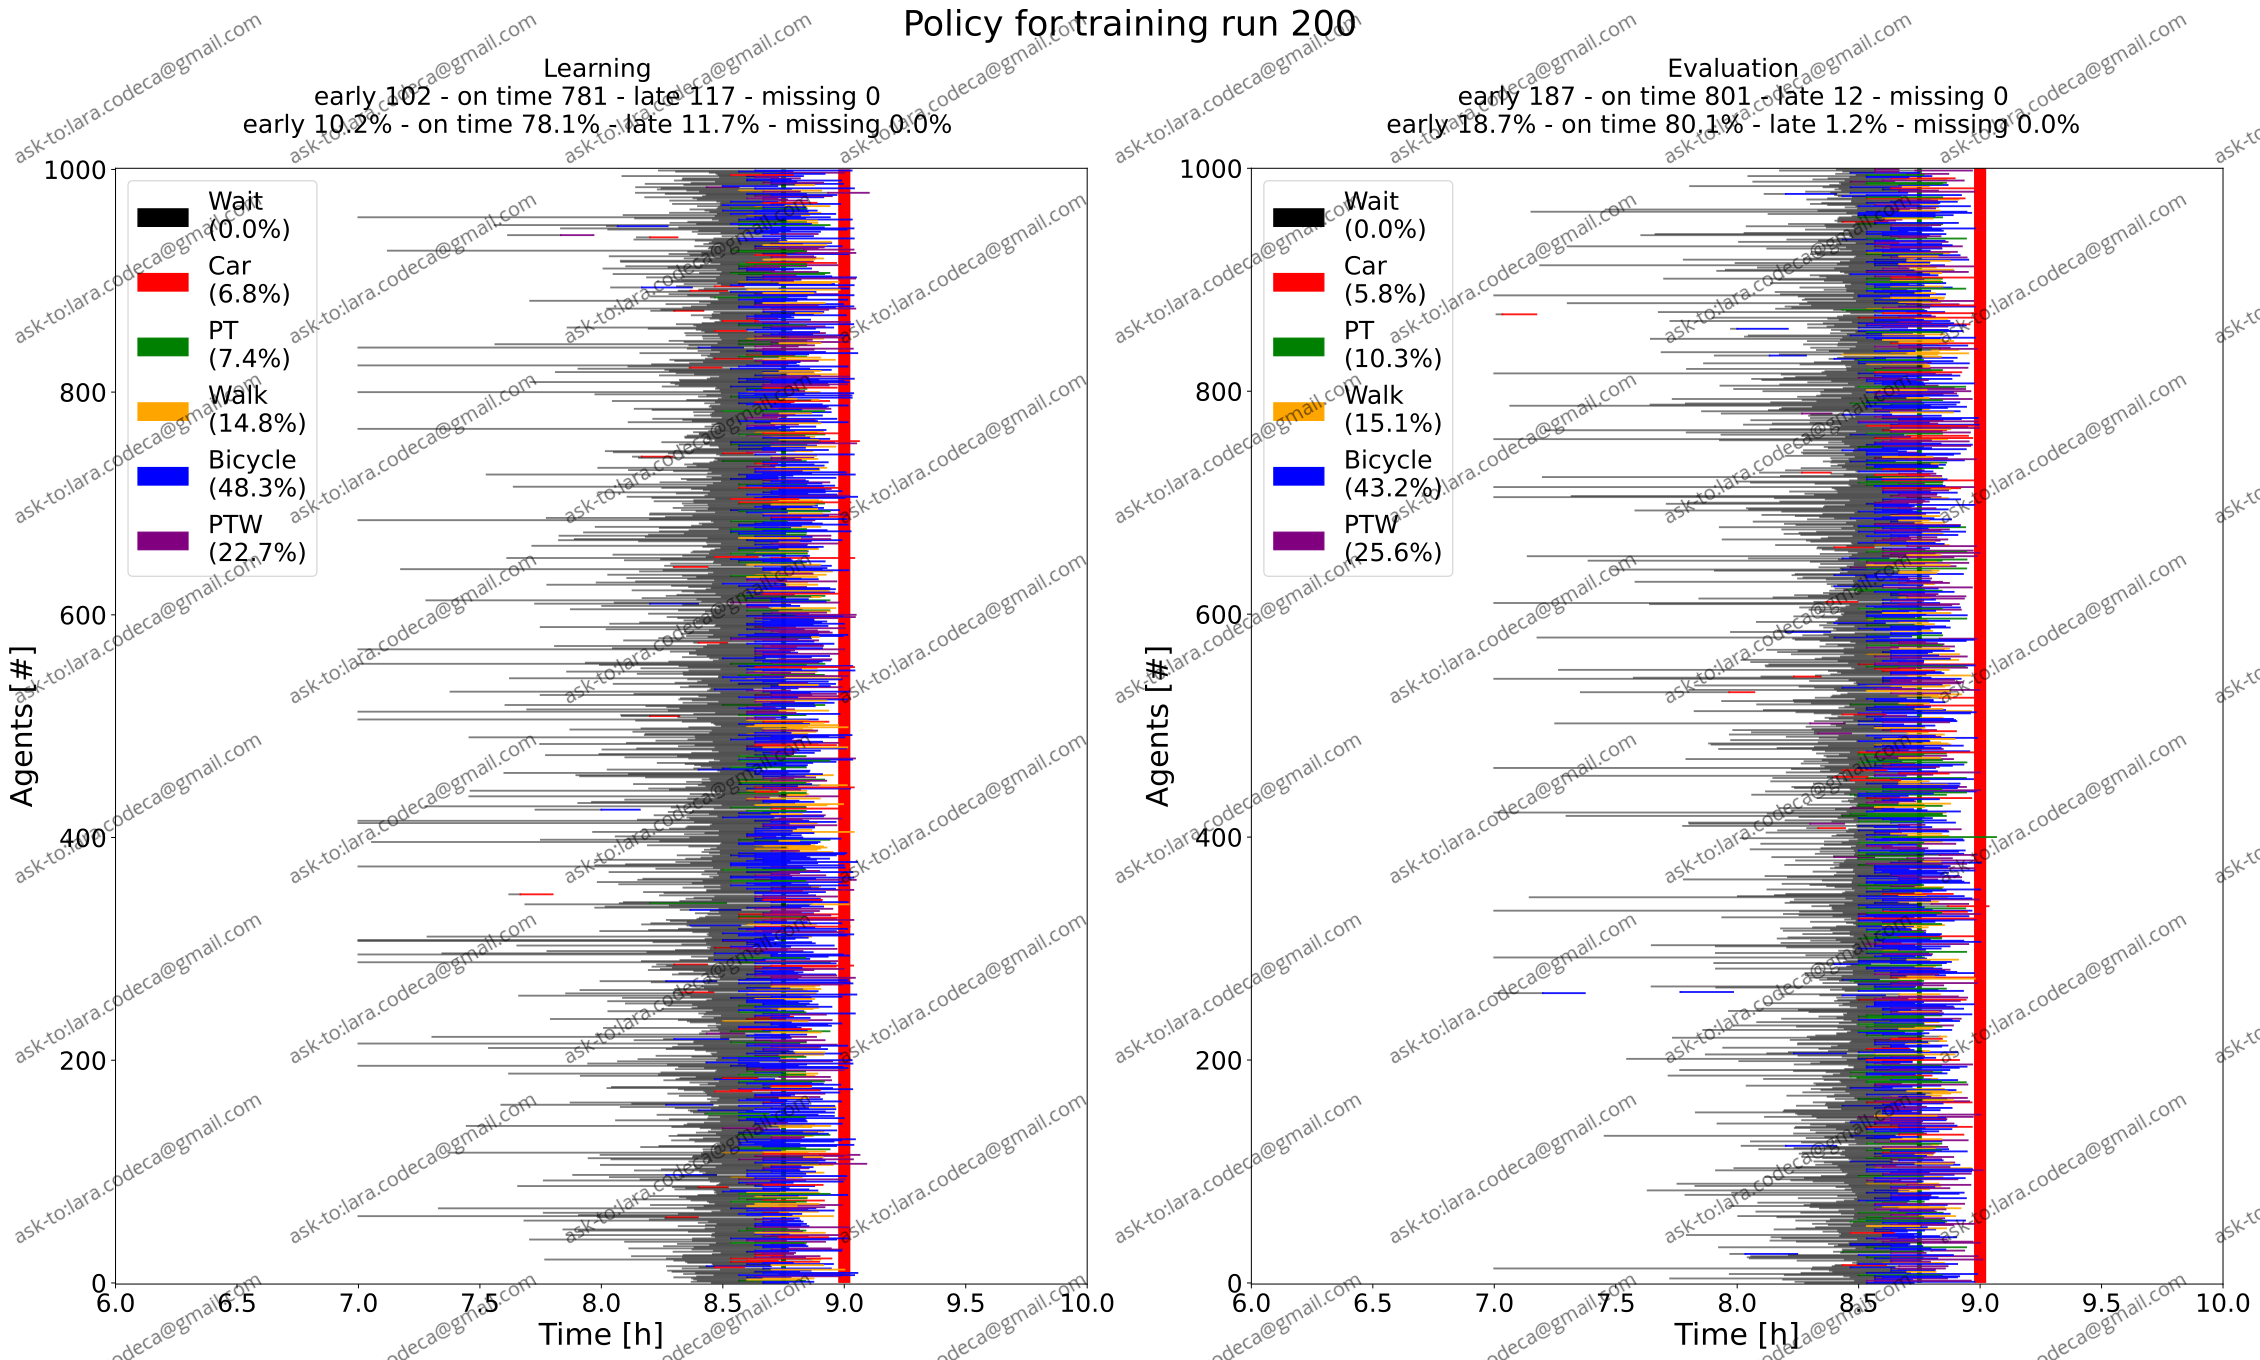 Policy for training run 200
Learning
early 102 - on time 781 - late 117 - missing 0
early 10.2% - on time 78.1% - late 11.7% - missing 0.0%
Agents [#]
1000
800
600
400
200
0
Wait
(0.0%)
Car
(6.8%)
PT
(7.4%)
Walk
(14.8%)
Bicycle
(48.3%)
PTW
(22.7%)
6.0 6.5 7.0 7.5 8.0 8.5 9.0 9.5 10.0
Time [h]
Evaluation
early 187 - on time 801 - late 12 - missing 0
early 18.7% - on time 80.1% - late 1.2% - missing 0.0%
Agents [#]
1000
800
600
400
200
0
Wait
(0.0%)
Car
(5.8%)
PT
(10.3%)
Walk
(15.1%)
Bicycle
(43.2%)
PTW
(25.6%)
6.0 6.5 7.0 7.5 8.0 8.5 9.0 9.5 10.0
Time [h]
ask-to:lara.codeca@gmail.com